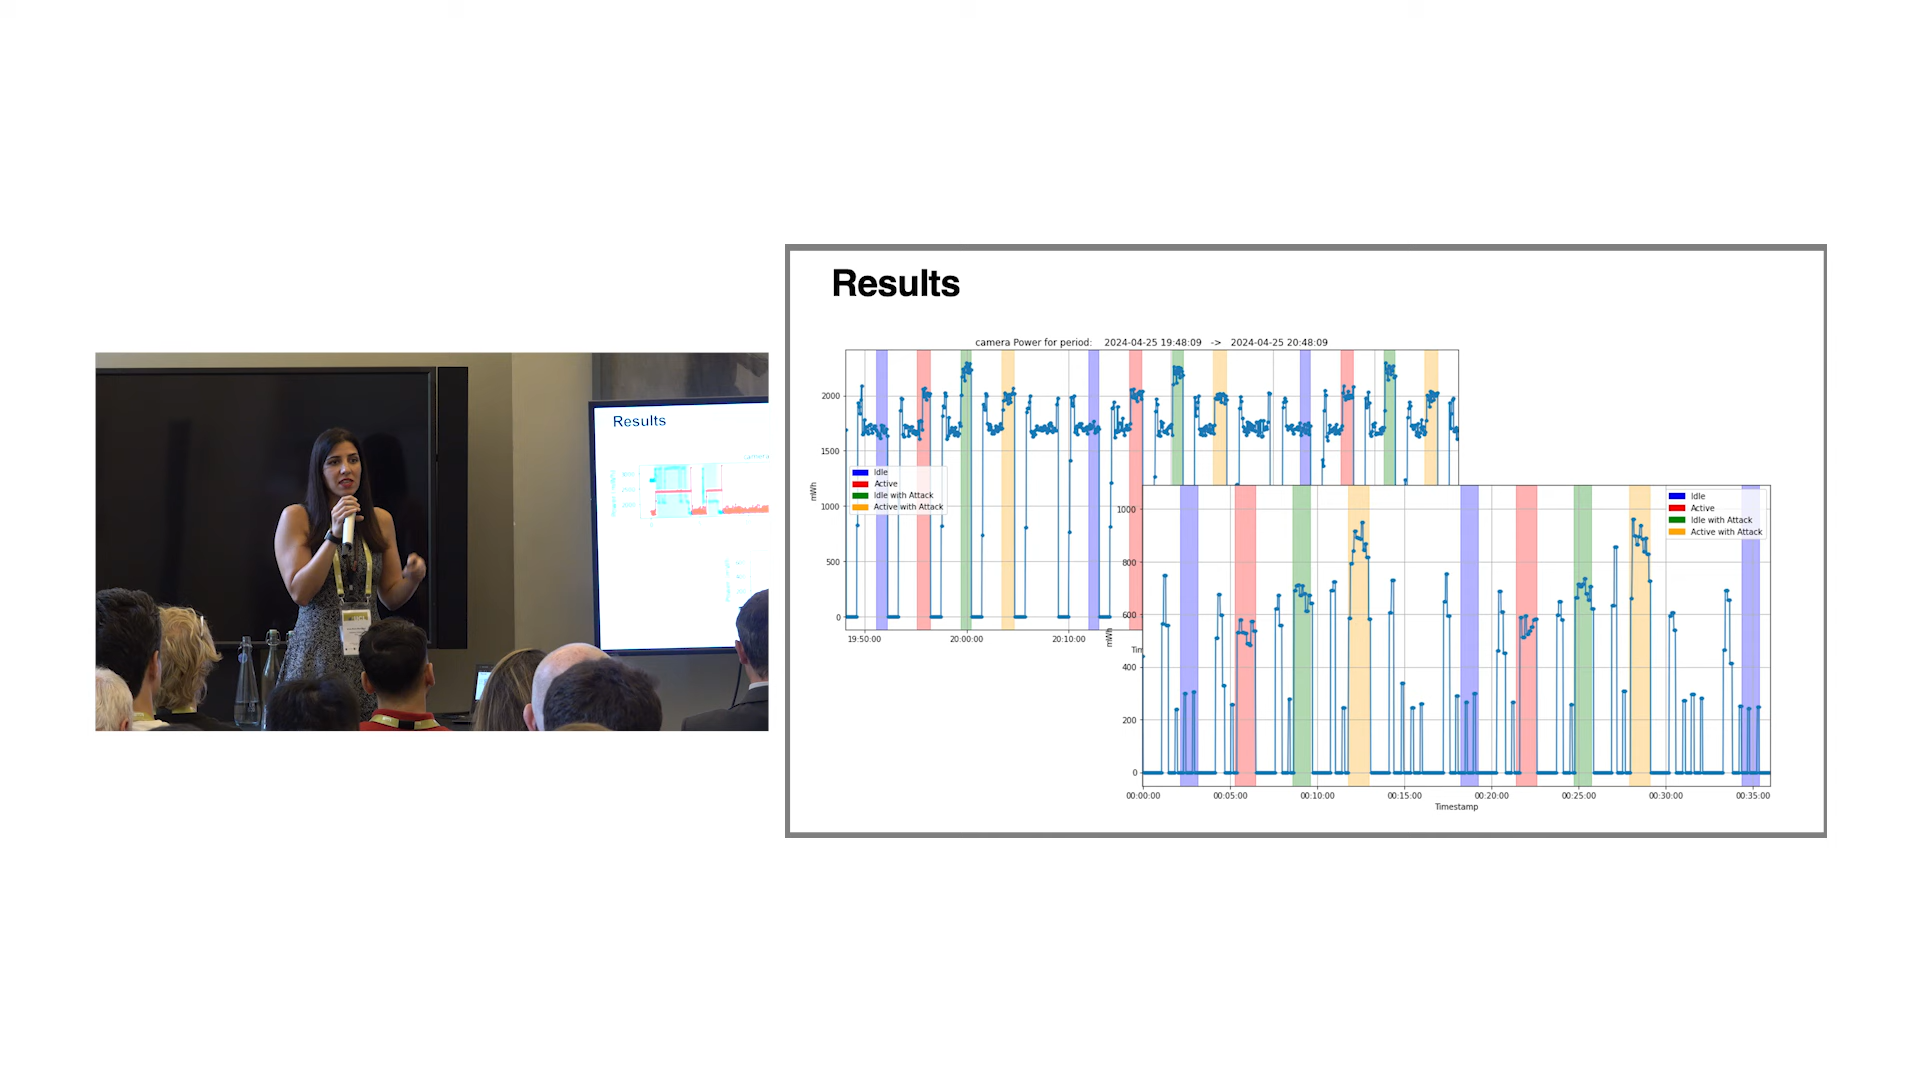 Results
camera
Results
camera Power for period: 2024-04-25 19:48:09 -> 2024-04-25 20:48:09
2000
1500
1000
500
0
mWh
Idle
Active
Idle with Attack
Active with Attack
19:50:00 20:00:00 20:10:00
Tim
1000
800
600
400
200
0
mWh
Idle
Active
Idle with Attack
Active with Attack
00:00:00 00:05:00 00:10:00 00:15:00 00:20:00 00:25:00 00:30:00 00:35:00
Timestamp